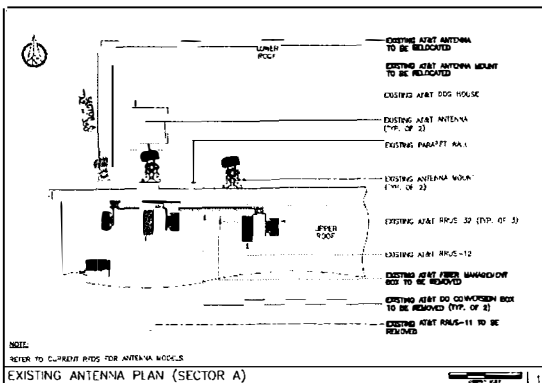 EXISTING AT&T ANTENNA
TO BE RELOCATED
LOWER
ROOF
EXISTING AT&T ANTENNA MOUNT
TO BE RELOCATED
EXISTING AT&T DOG HOUSE
EXISTING AT&T ANTENNA
(TYP. OF 2)
EXISTING PARAPET WALL
EXISTING ANTENNA MOUNT
(TYP. OF 2)
EXISTING AT&T RRUS-32 (TYP. OF 3)
UPPER
ROOF
EXISTING AT&T RRUS-12
EXISTING AT&T FIBER MANAGEMENT
BOX TO BE REMOVED
EXISTING AT&T DC CONVERSION BOX
TO BE REMOVED (TYP. OF 2)
EXISTING AT&T RRUS-11 TO BE
REMOVED
NOTE:
REFER TO CURRENT RFDS FOR ANTENNA MODELS
EXISTING ANTENNA PLAN (SECTOR A)
1